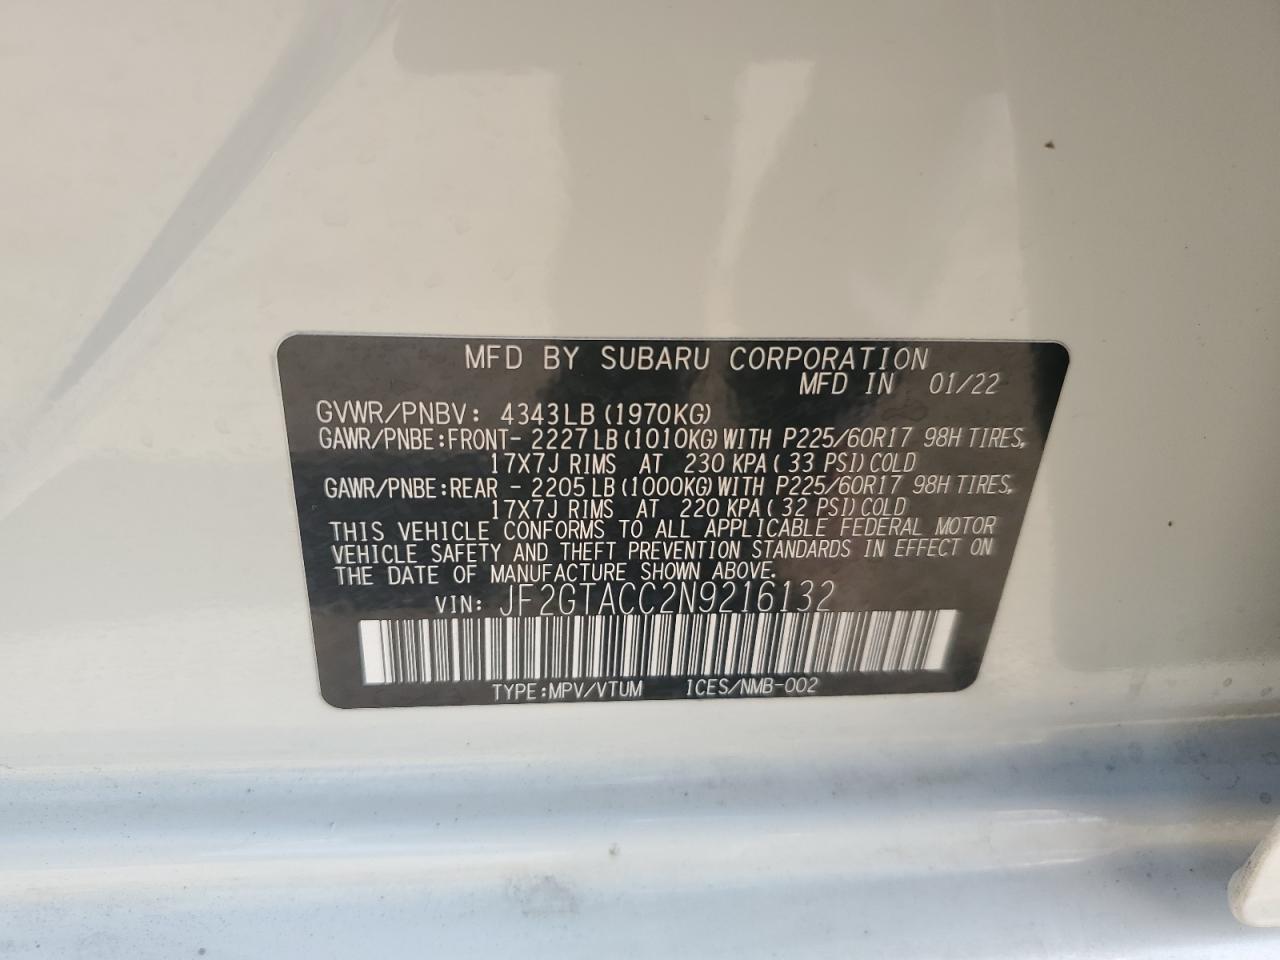 MFD BY SUBARU CORPORATION
MFD IN 01/22
GVWR/PNBV: 4343LB (1970KG)
GAWR/PNBE:FRONT- 2227LB (1010KG) WITH P225/60R17 98H TIRES,
17X7J RIMS AT 230 KPA ( 33 PSI) COLD
GAWR/PNBE:REAR - 2205LB (1000KG) WITH P225/60R17 98H TIRES,
17X7J RIMS AT 220 KPA ( 32 PSI) COLD
THIS VEHICLE CONFORMS TO ALL APPLICABLE FEDERAL MOTOR
VEHICLE SAFETY AND THEFT PREVENTION STANDARDS IN EFFECT ON
THE DATE OF MANUFACTURE SHOWN ABOVE.
VIN: JF2GTACC2N9216132
TYPE:MPV/VTUM ICES/NMB-002